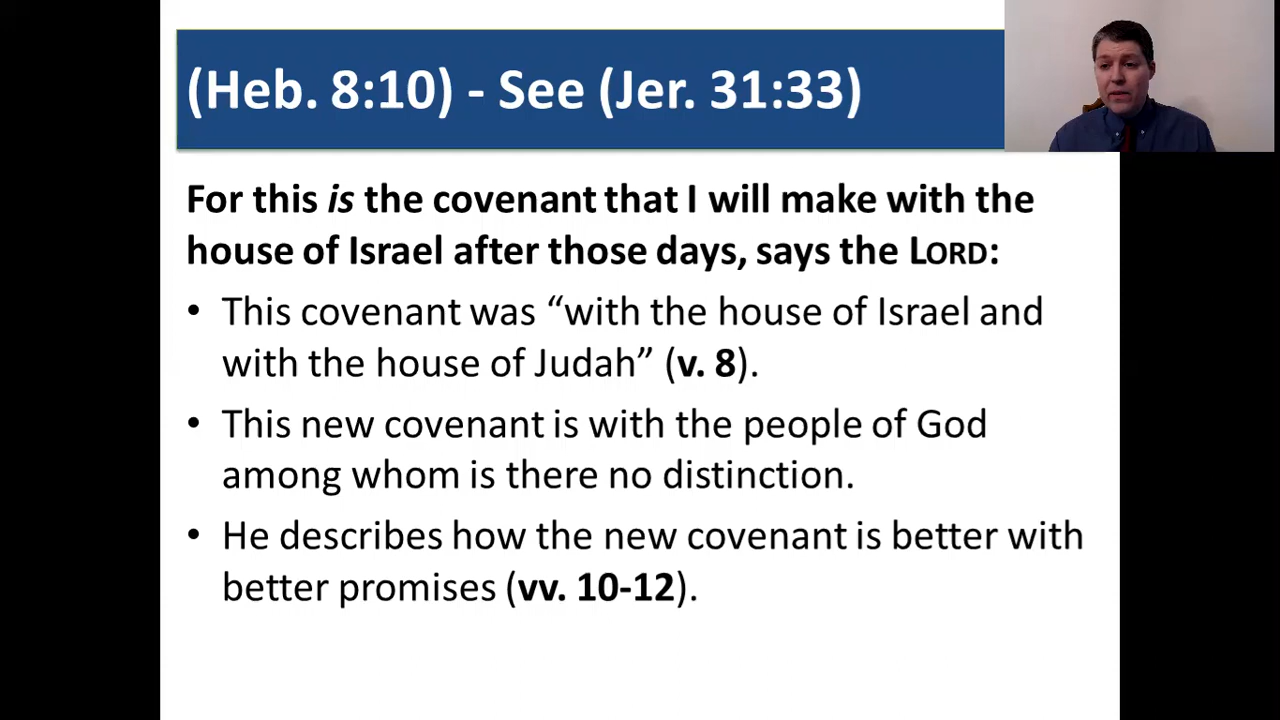 (Heb. 8:10) - See (Jer. 31:33)
For this is the covenant that I will make with the
house of Israel after those days, says the LORD:
• This covenant was “with the house of Israel and
with the house of Judah” (v. 8).
• This new covenant is with the people of God
among whom is there no distinction.
• He describes how the new covenant is better with
better promises (vv. 10-12).